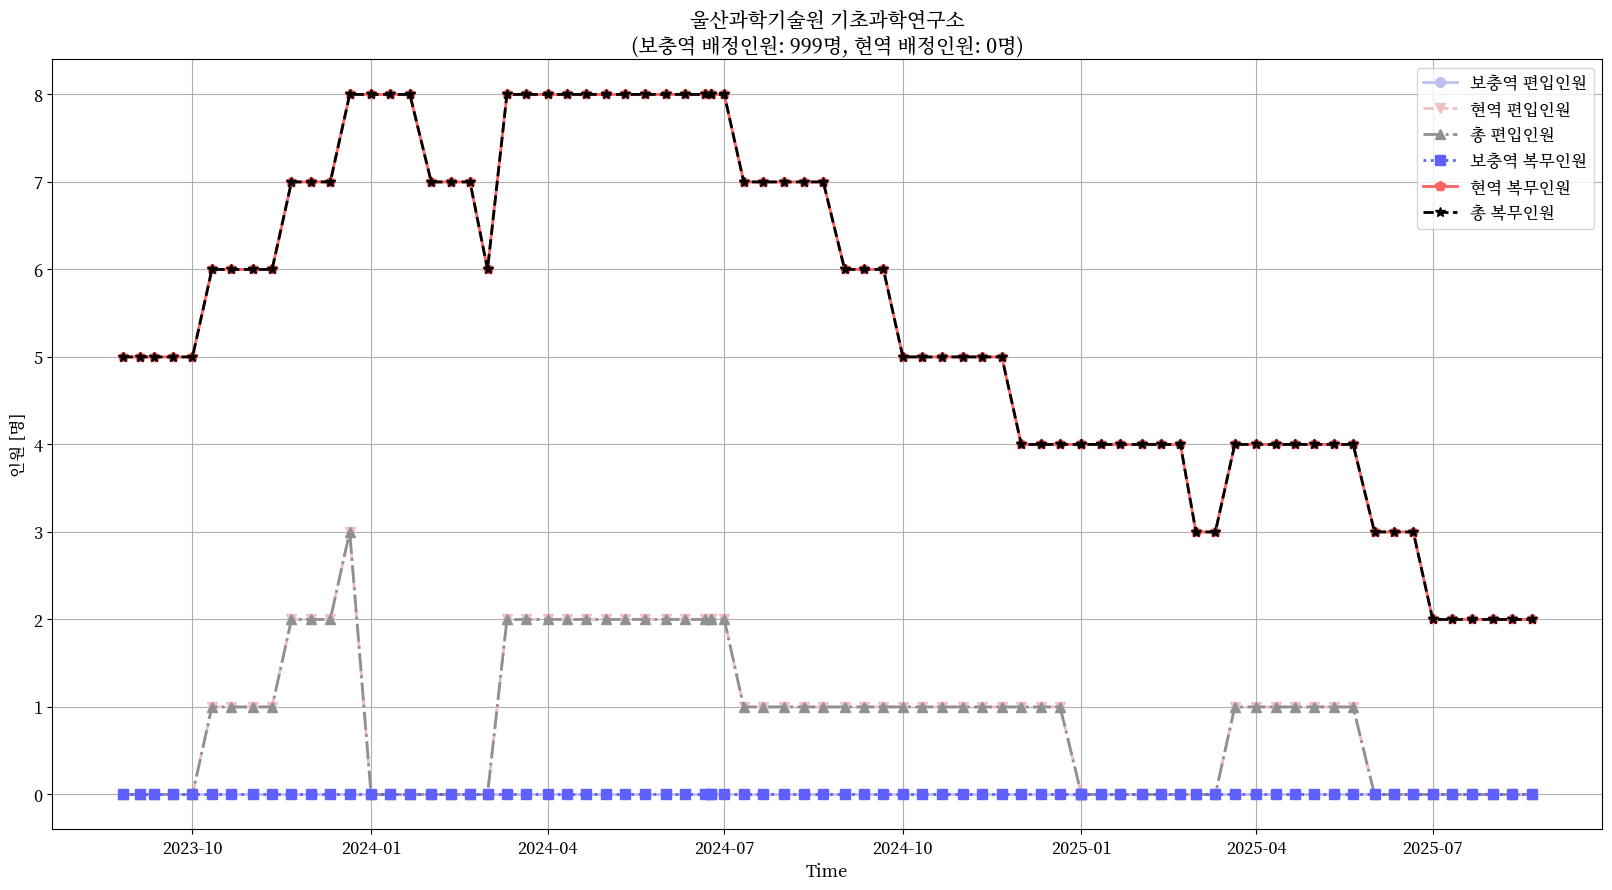 울산과학기술원 기초과학연구소
(보충역 배정인원: 999명, 현역 배정인원: 0명)
보충역 편입인원
현역 편입인원
총 편입인원
보충역 복무인원
현역 복무인원
총 복무인원
인원 [명]
8
7
6
5
4
3
2
1
0
2023-10
2024-01
2024-04
2024-07
2024-10
2025-01
2025-04
2025-07
Time